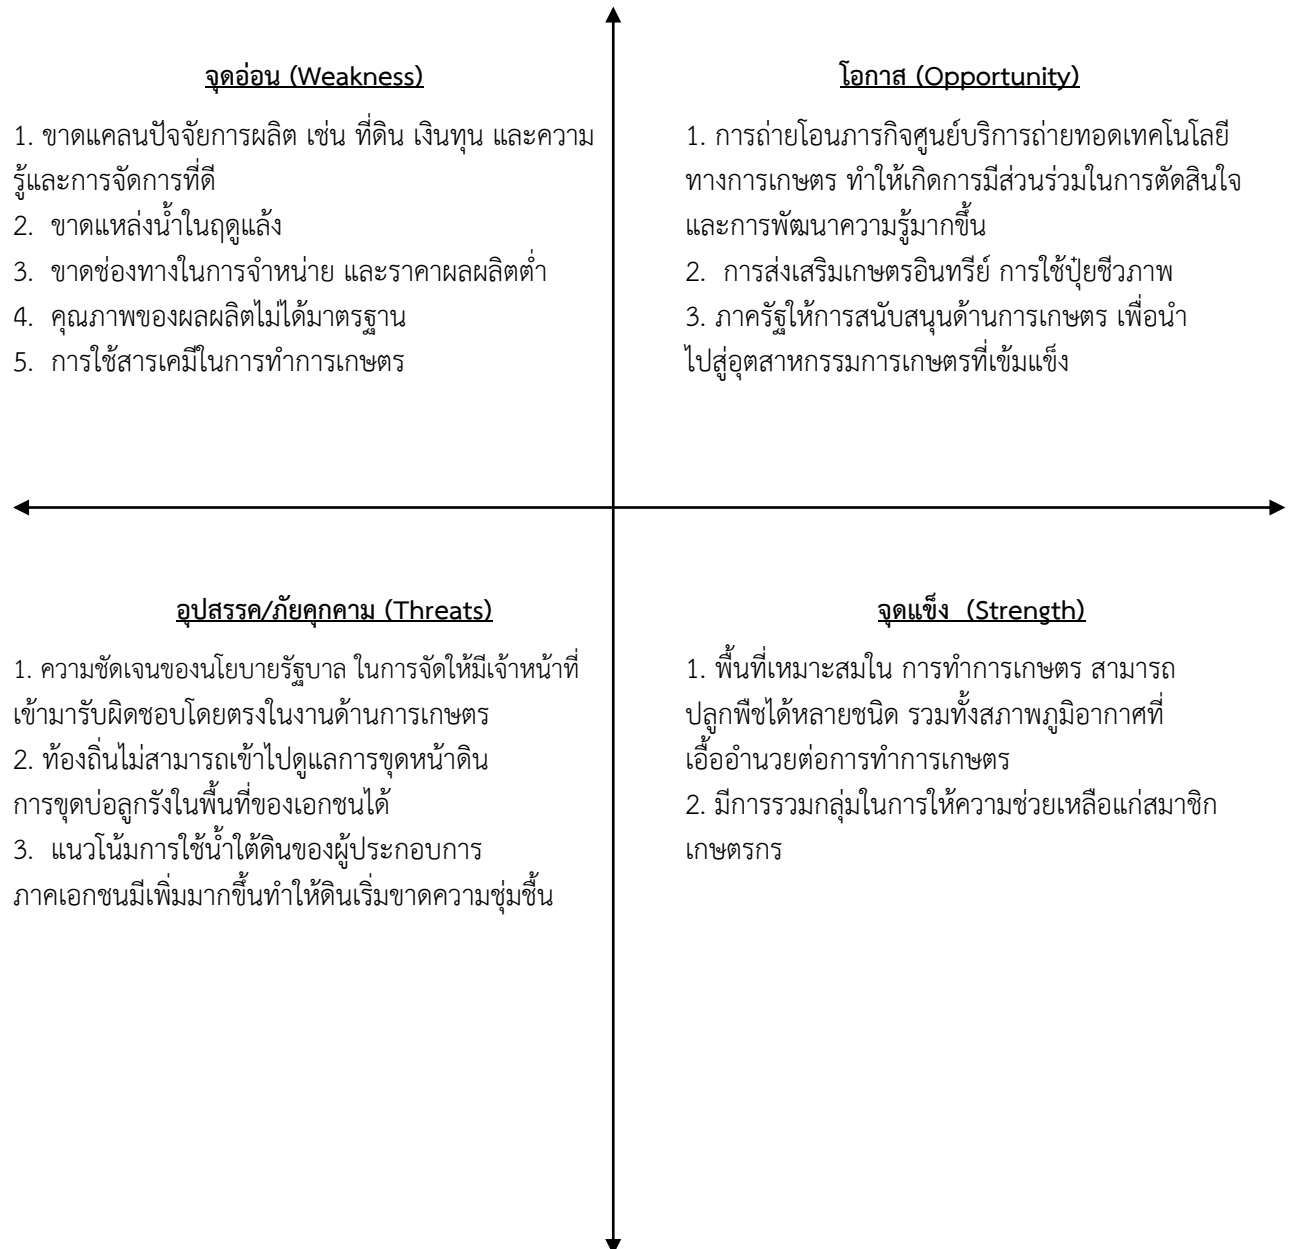 จุดอ่อน (Weakness)
1. ขาดแคลนปัจจัยการผลิต เช่น ที่ดิน เงินทุน และความ
รู้และการจัดการที่ดี
2. ขาดแหล่งน้ำในฤดูแล้ง
3. ขาดช่องทางในการจำหน่าย และราคาผลผลิตต่ำ
4. คุณภาพของผลผลิตไม่ได้มาตรฐาน
5. การใช้สารเคมีในการทำการเกษตร
โอกาส (Opportunity)
1. การถ่ายโอนภารกิจศูนย์บริการถ่ายทอดเทคโนโลยี
ทางการเกษตร ทำให้เกิดการมีส่วนร่วมในการตัดสินใจ
และการพัฒนาความรู้มากขึ้น
2. การส่งเสริมเกษตรอินทรีย์ การใช้ปุ๋ยชีวภาพ
3. ภาครัฐให้การสนับสนุนด้านการเกษตร เพื่อนำ
ไปสู่อุตสาหกรรมการเกษตรที่เข้มแข็ง
อุปสรรค/ภัยคุกคาม (Threats)
1. ความชัดเจนของนโยบายรัฐบาล ในการจัดให้มีเจ้าหน้าที่
เข้ามารับผิดชอบโดยตรงในงานด้านการเกษตร
2. ท้องถิ่นไม่สามารถเข้าไปดูแลการขุดหน้าดิน
การขุดบ่อลูกรังในพื้นที่ของเอกชนได้
3. แนวโน้มการใช้น้ำใต้ดินของผู้ประกอบการ
ภาคเอกชนมีเพิ่มมากขึ้นทำให้ดินเริ่มขาดความชุ่มชื้น
จุดแข็ง (Strength)
1. พื้นที่เหมาะสมใน การทำการเกษตร สามารถ
ปลูกพืชได้หลายชนิด รวมทั้งสภาพภูมิอากาศที่
เอื้ออำนวยต่อการทำการเกษตร
2. มีการรวมกลุ่มในการให้ความช่วยเหลือแก่สมาชิก
เกษตรกร